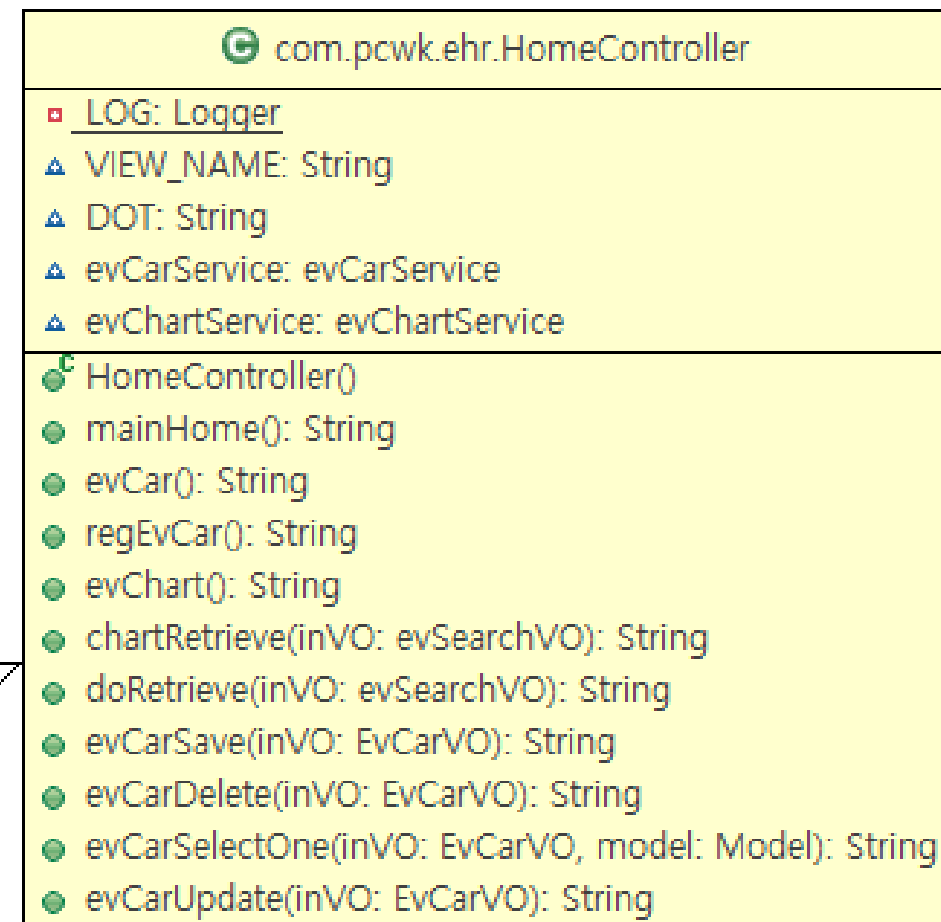 com.pcwk.ehr.HomeController
LOG: Logger
VIEW_NAME: String
DOT: String
evCarService: evCarService
evChartService: evChartService
HomeController()
mainHome(): String
evCar(): String
regEvCar(): String
evChart(): String
chartRetrieve(inVO: evSearchVO): String
doRetrieve(inVO: evSearchVO): String
evCarSave(inVO: EvCarVO): String
evCarDelete(inVO: EvCarVO): String
evCarSelectOne(inVO: EvCarVO, model: Model): String
evCarUpdate(inVO: EvCarVO): String